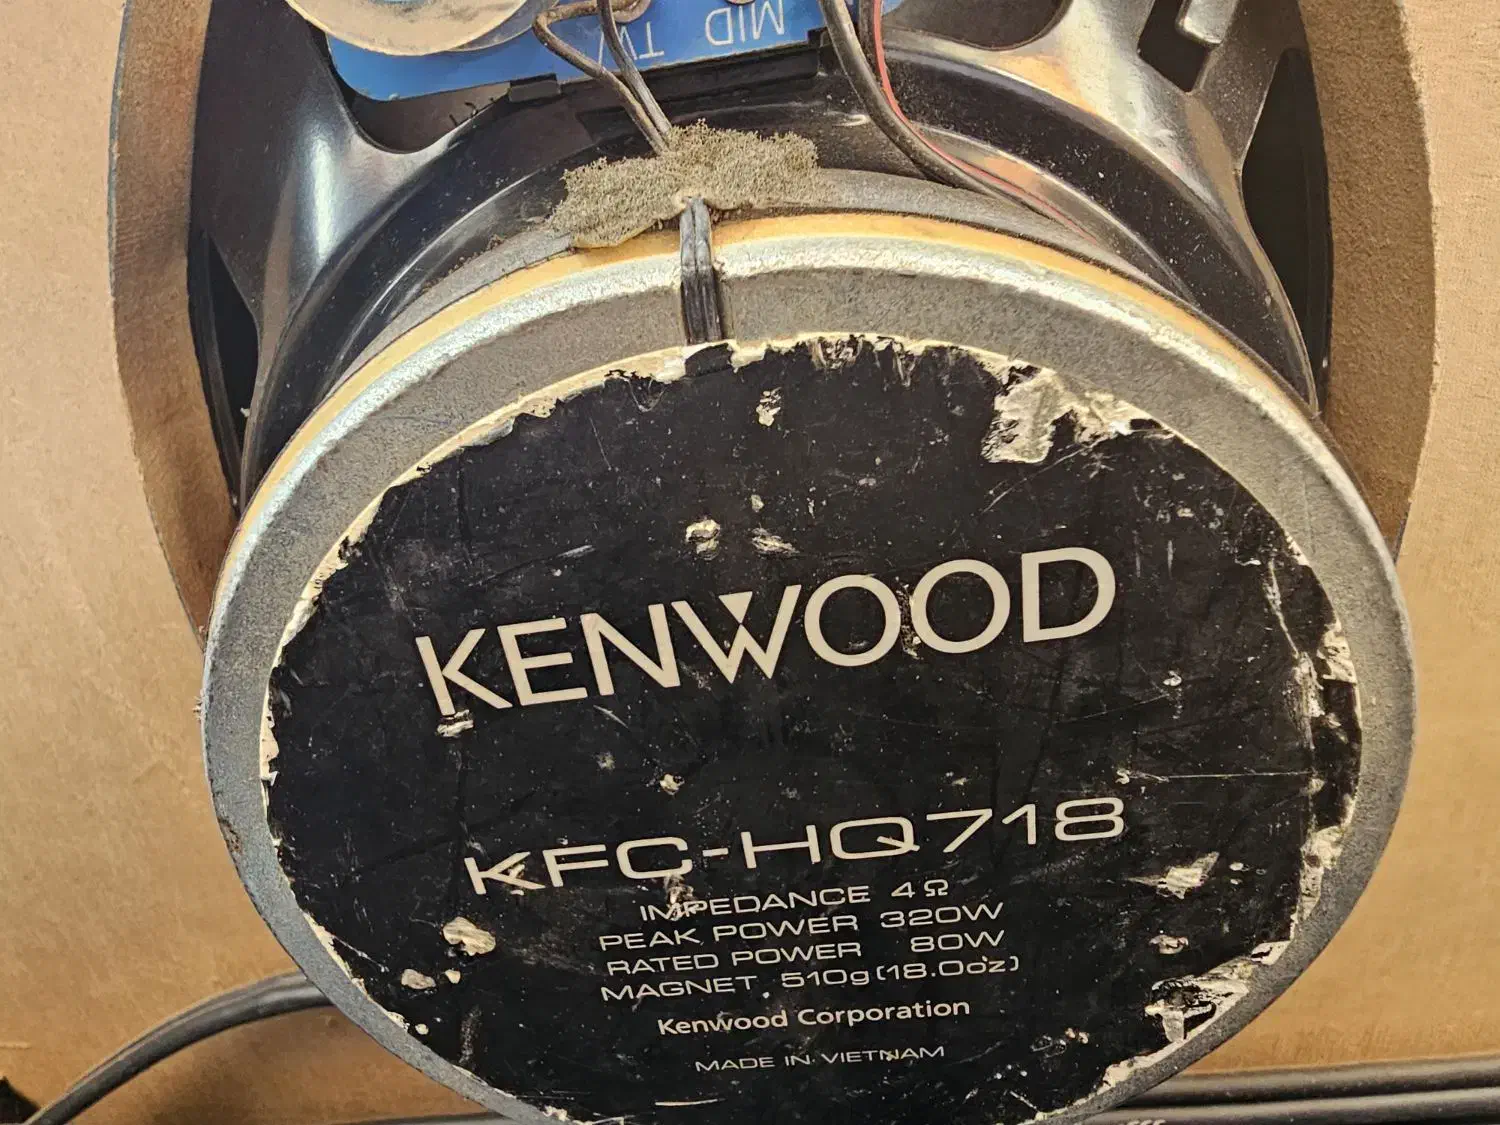 TW MID
KENWOOD
KFC-HQ718
IMPEDANCE 4Ω
PEAK POWER 320W
RATED POWER 80W
MAGNET 510g(18.0oz)
Kenwood Corporation
MADE IN VIETNAM